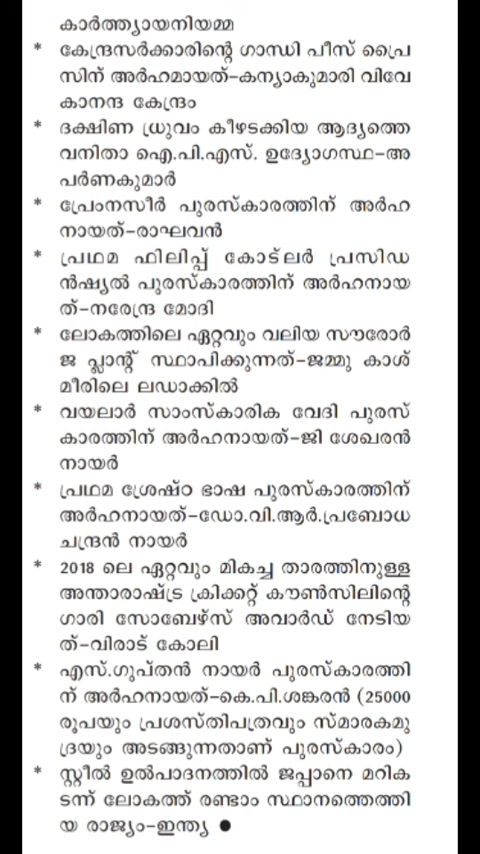 കാർത്ത്യായനിയമ്മ
* കേന്ദ്രസർക്കാരിന്റെ ഗാന്ധി പീസ് പ്രൈ
സിന് അർഹമായത്-കന്യാകുമാരി വിവേ
കാനന്ദ കേന്ദ്രം
* ദക്ഷിണ ധ്രുവം കീഴടക്കിയ ആദ്യത്തെ
വനിതാ ഐ.പി.എസ്. ഉദ്യോഗസ്ഥ-അ
പർണകുമാർ
* പ്രേംനസീർ പുരസ്കാരത്തിന് അർഹ
നായത്-രാഘവൻ
* പ്രഥമ ഫിലിപ്പ് കോട്ലർ പ്രസിഡ
ൻഷ്യൽ പുരസ്കാരത്തിന് അർഹനായ
ത്-നരേന്ദ്ര മോദി
* ലോകത്തിലെ ഏറ്റവും വലിയ സൗരോർ
ജ പ്ലാന്റ് സ്ഥാപിക്കുന്നത്-ജമ്മു കാശ്
മീരിലെ ലഡാക്കിൽ
* വയലാർ സാംസ്കാരിക വേദി പുരസ്
കാരത്തിന് അർഹനായത്-ജി ശേഖരൻ
നായർ
* പ്രഥമ ശ്രേഷ്ഠ ഭാഷ പുരസ്കാരത്തിന്
അർഹനായത്-ഡോ.വി.ആർ.പ്രബോധ
ചന്ദ്രൻ നായർ
* 2018 ലെ ഏറ്റവും മികച്ച താരത്തിനുള്ള
അന്താരാഷ്ട്ര ക്രിക്കറ്റ് കൗൺസിലിന്റെ
ഗാരി സോബേഴ്സ് അവാർഡ് നേടിയ
ത്-വിരാട് കോലി
* എസ്.ഗുപ്തൻ നായർ പുരസ്കാരത്തി
ന് അർഹനായത്-കെ.പി.ശങ്കരൻ (25000
രൂപയും പ്രശസ്തിപത്രവും സ്മാരകമു
ദ്രയും അടങ്ങുന്നതാണ് പുരസ്കാരം)
* സ്റ്റീൽ ഉൽപാദനത്തിൽ ജപ്പാനെ മറിക
ടന്ന് ലോകത്ത് രണ്ടാം സ്ഥാനത്തെത്തി
യ രാജ്യം-ഇന്ത്യ ●